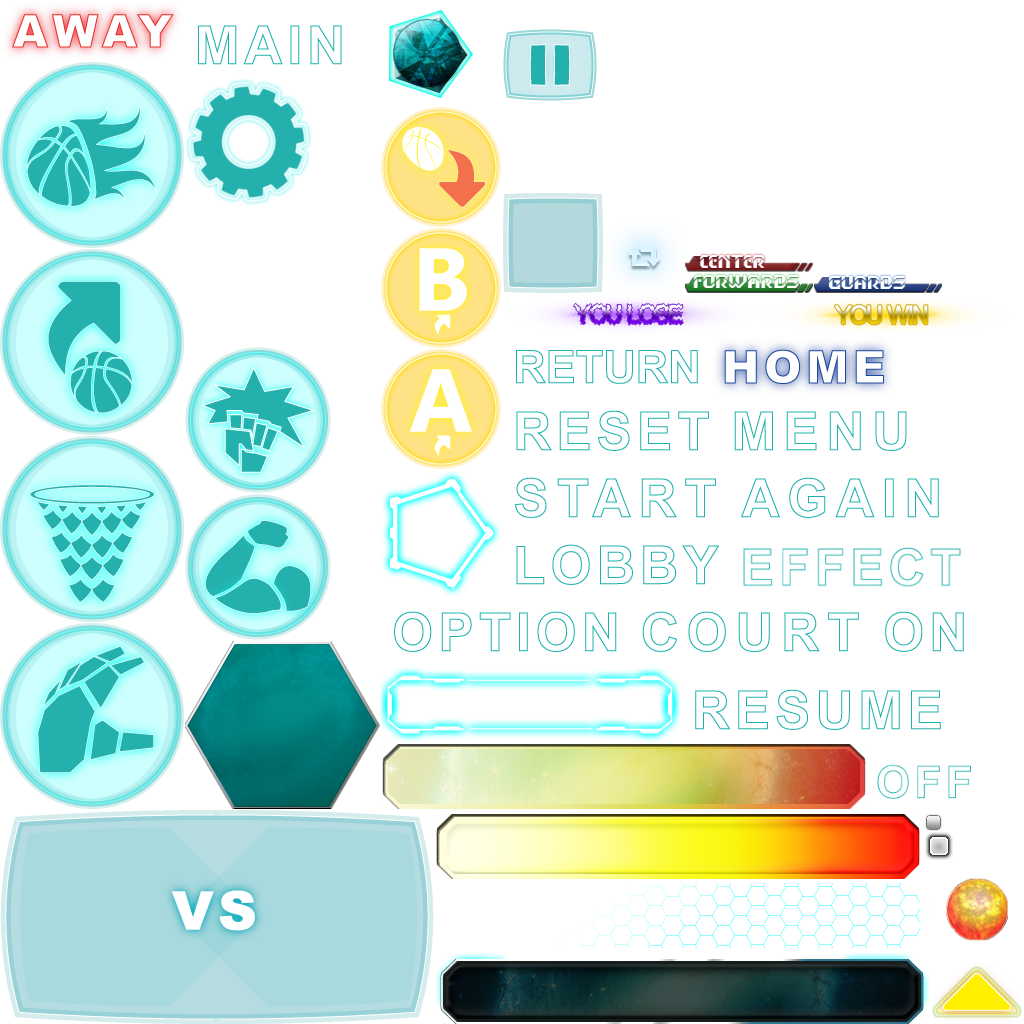 AWAY
MAIN
B
A
CENTER
FORWARDS
GUARDS
YOU LOSE
YOU WIN
RETURN
HOME
RESET MENU
START AGAIN
LOBBY
EFFECT
OPTION COURT ON
RESUME
OFF
VS